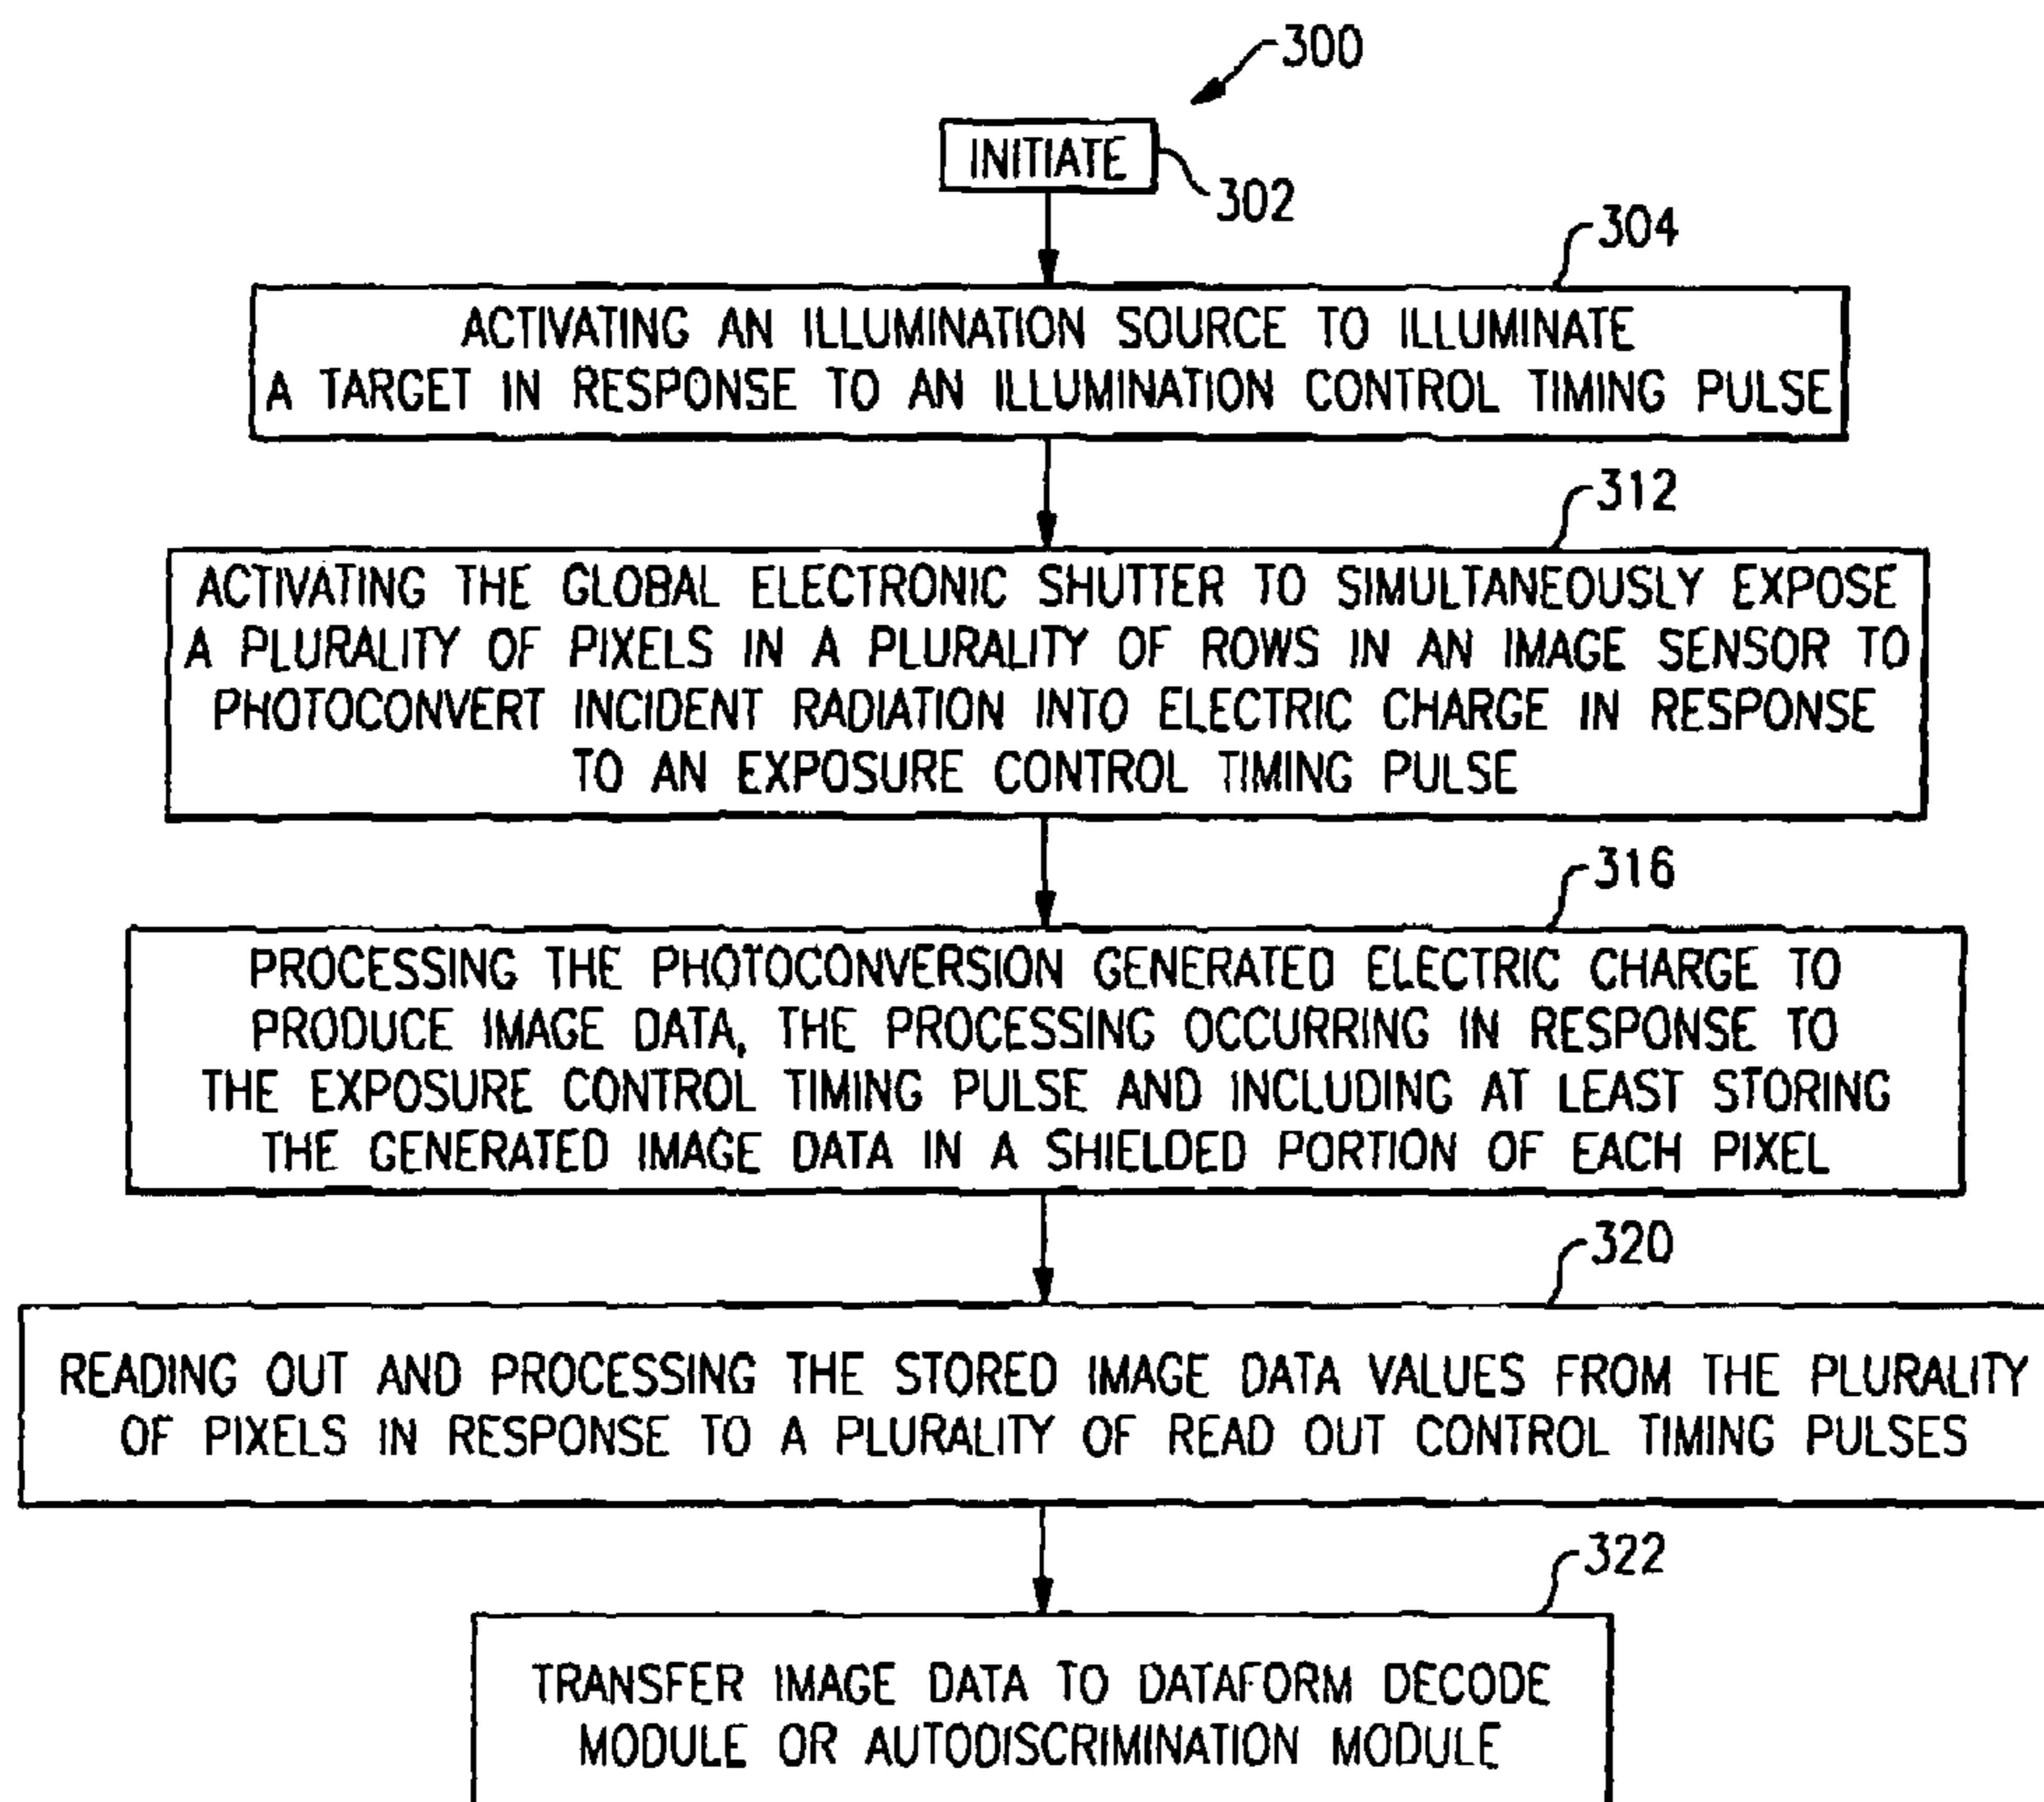 300
INITIATE
302
304
ACTIVATING AN ILLUMINATION SOURCE TO ILLUMINATE
A TARGET IN RESPONSE TO AN ILLUMINATION CONTROL TIMING PULSE
312
ACTIVATING THE GLOBAL ELECTRONIC SHUTTER TO SIMULTANEOUSLY EXPOSE
A PLURALITY OF PIXELS IN A PLURALITY OF ROWS IN AN IMAGE SENSOR TO
PHOTOCONVERT INCIDENT RADIATION INTO ELECTRIC CHARGE IN RESPONSE
TO AN EXPOSURE CONTROL TIMING PULSE
316
PROCESSING THE PHOTOCONVERSION GENERATED ELECTRIC CHARGE TO
PRODUCE IMAGE DATA, THE PROCESSING OCCURRING IN RESPONSE TO
THE EXPOSURE CONTROL TIMING PULSE AND INCLUDING AT LEAST STORING
THE GENERATED IMAGE DATA IN A SHIELDED PORTION OF EACH PIXEL
320
READING OUT AND PROCESSING THE STORED IMAGE DATA VALUES FROM THE PLURALITY
OF PIXELS IN RESPONSE TO A PLURALITY OF READ OUT CONTROL TIMING PULSES
322
TRANSFER IMAGE DATA TO DATAFORM DECODE
MODULE OR AUTODISCRIMINATION MODULE